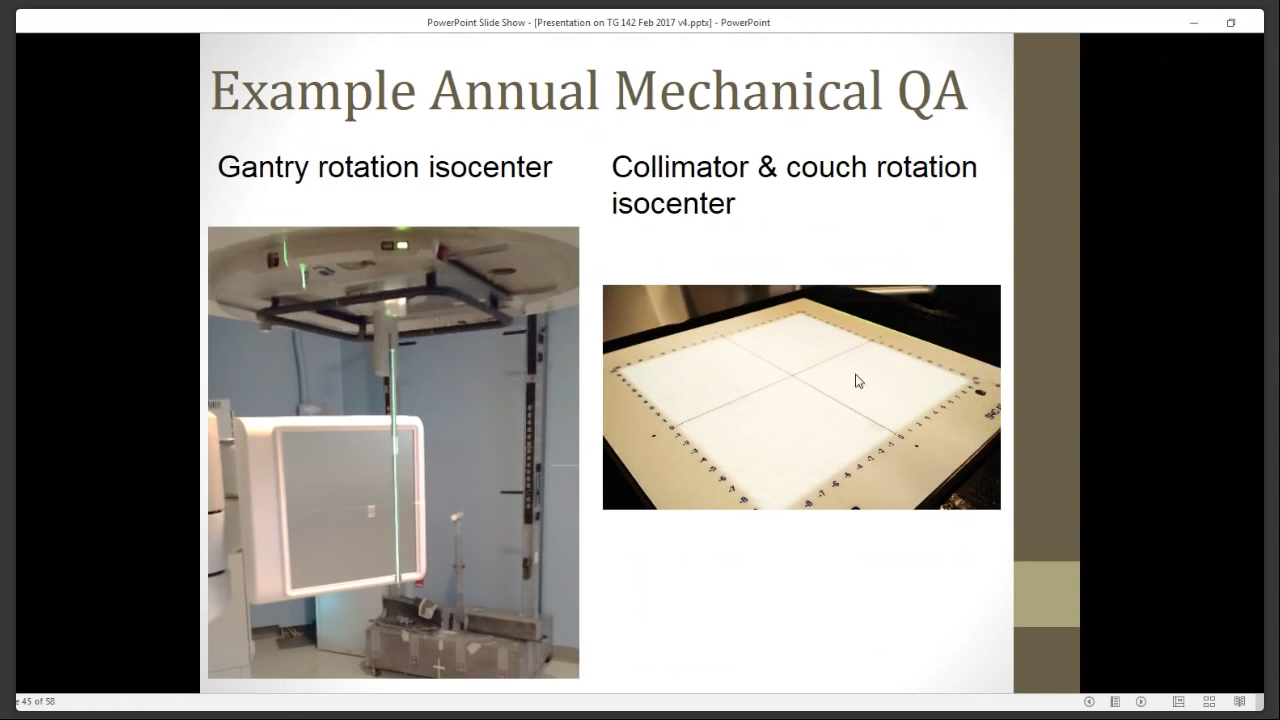 PowerPoint Slide Show - [Presentation on TG 142 Feb 2017 v4.pptx] - PowerPoint
Example Annual Mechanical QA
Gantry rotation isocenter
Collimator & couch rotation
isocenter
e 45 of 58